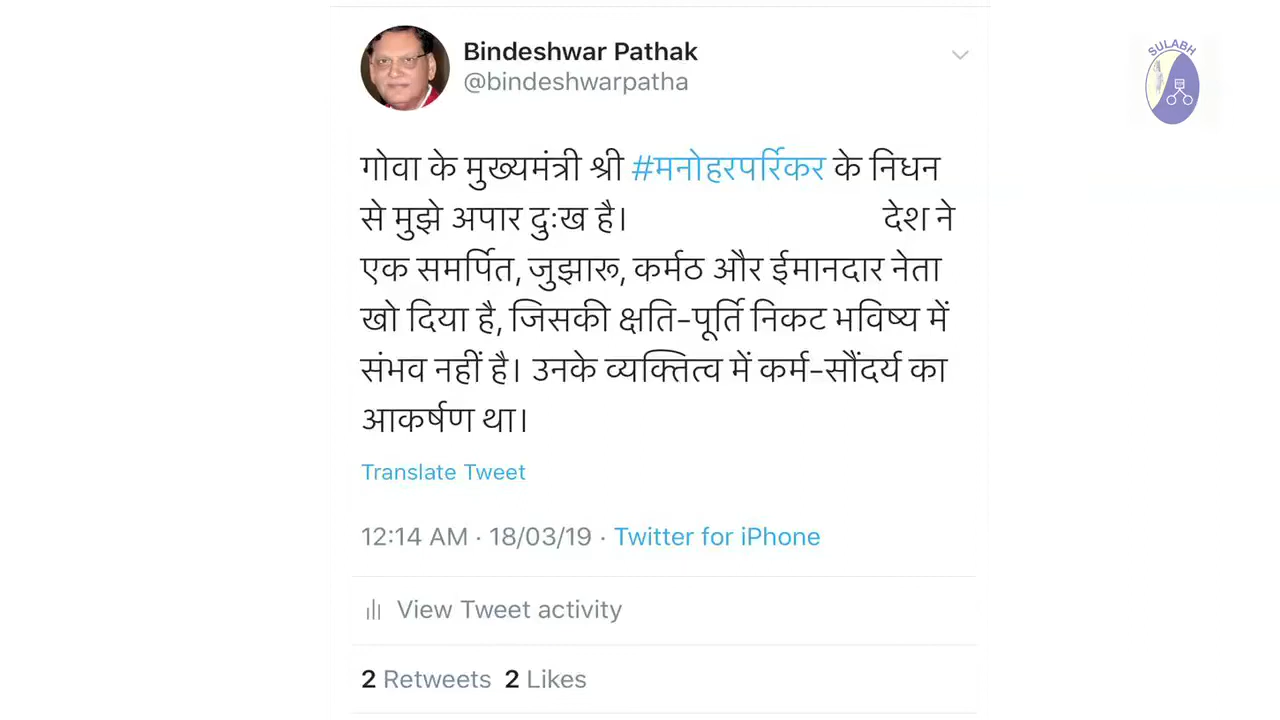 Bindeshwar Pathak
@bindeshwarpatha
SULABH
गोवा के मुख्यमंत्री श्री #मनोहरपर्रिकर के निधन
से मुझे अपार दुःख है। देश ने
एक समर्पित, जुझारू, कर्मठ और ईमानदार नेता
खो दिया है, जिसकी क्षति-पूर्ति निकट भविष्य में
संभव नहीं है। उनके व्यक्तित्व में कर्म-सौंदर्य का
आकर्षण था।
Translate Tweet
12:14 AM · 18/03/19 · Twitter for iPhone
View Tweet activity
2 Retweets 2 Likes